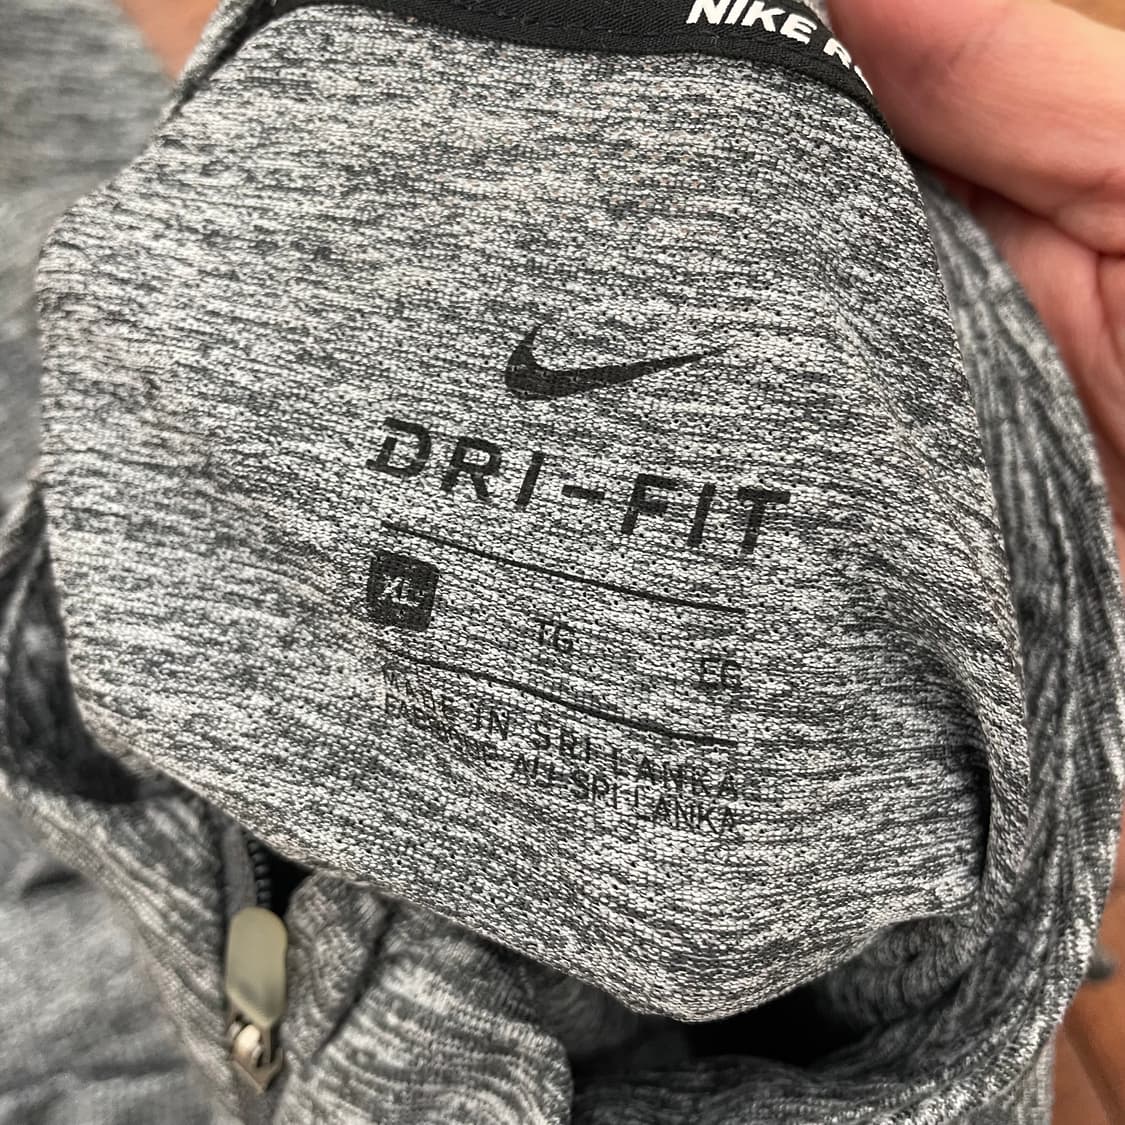 NIKE R
DRI-FIT
XL TG EG
MADE IN SRI LANKA
FABRIQUÉ AU SRI LANKA